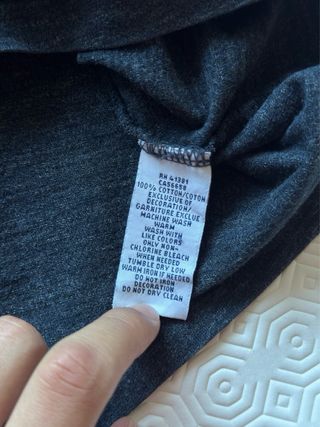 RN 41381
CA56658
100% COTTON/COTON
EXCLUSIVE OF
DECORATION/
GARNITURE EXCLUE
MACHINE WASH
WARM
WASH WITH
LIKE COLORS
ONLY NON-
CHLORINE BLEACH
WHEN NEEDED
TUMBLE DRY LOW
WARM IRON IF NEEDED
DO NOT IRON
DECORATION
DO NOT DRY CLEAN